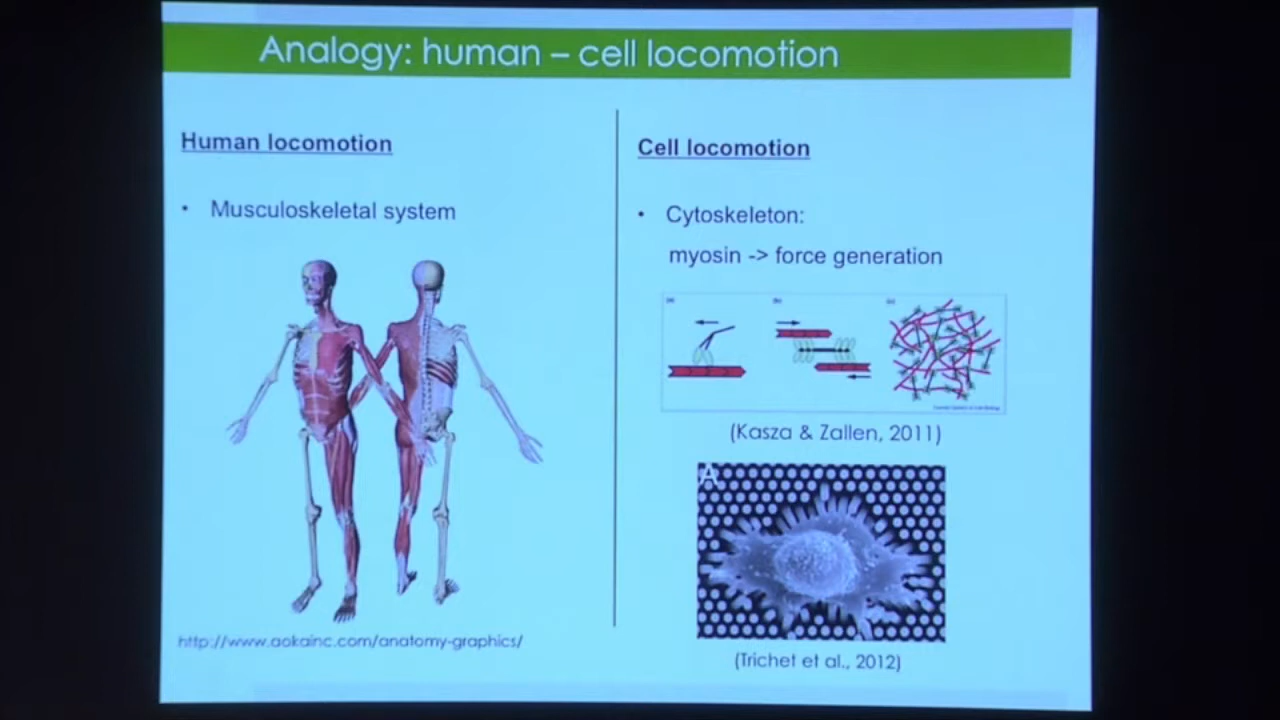 Analogy: human – cell locomotion
Human locomotion
• Musculoskeletal system
http://www.aokainc.com/anatomy-graphics/
Cell locomotion
• Cytoskeleton:
myosin -> force generation
(a)
(b)
(c)
(Kasza & Zallen, 2011)
A
(Trichet et al., 2012)